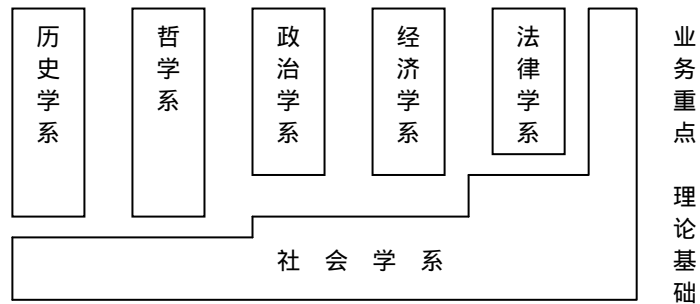 历史学系
哲学系
政治学系
经济学系
法律学系
业务重点
理论基础
社会学系